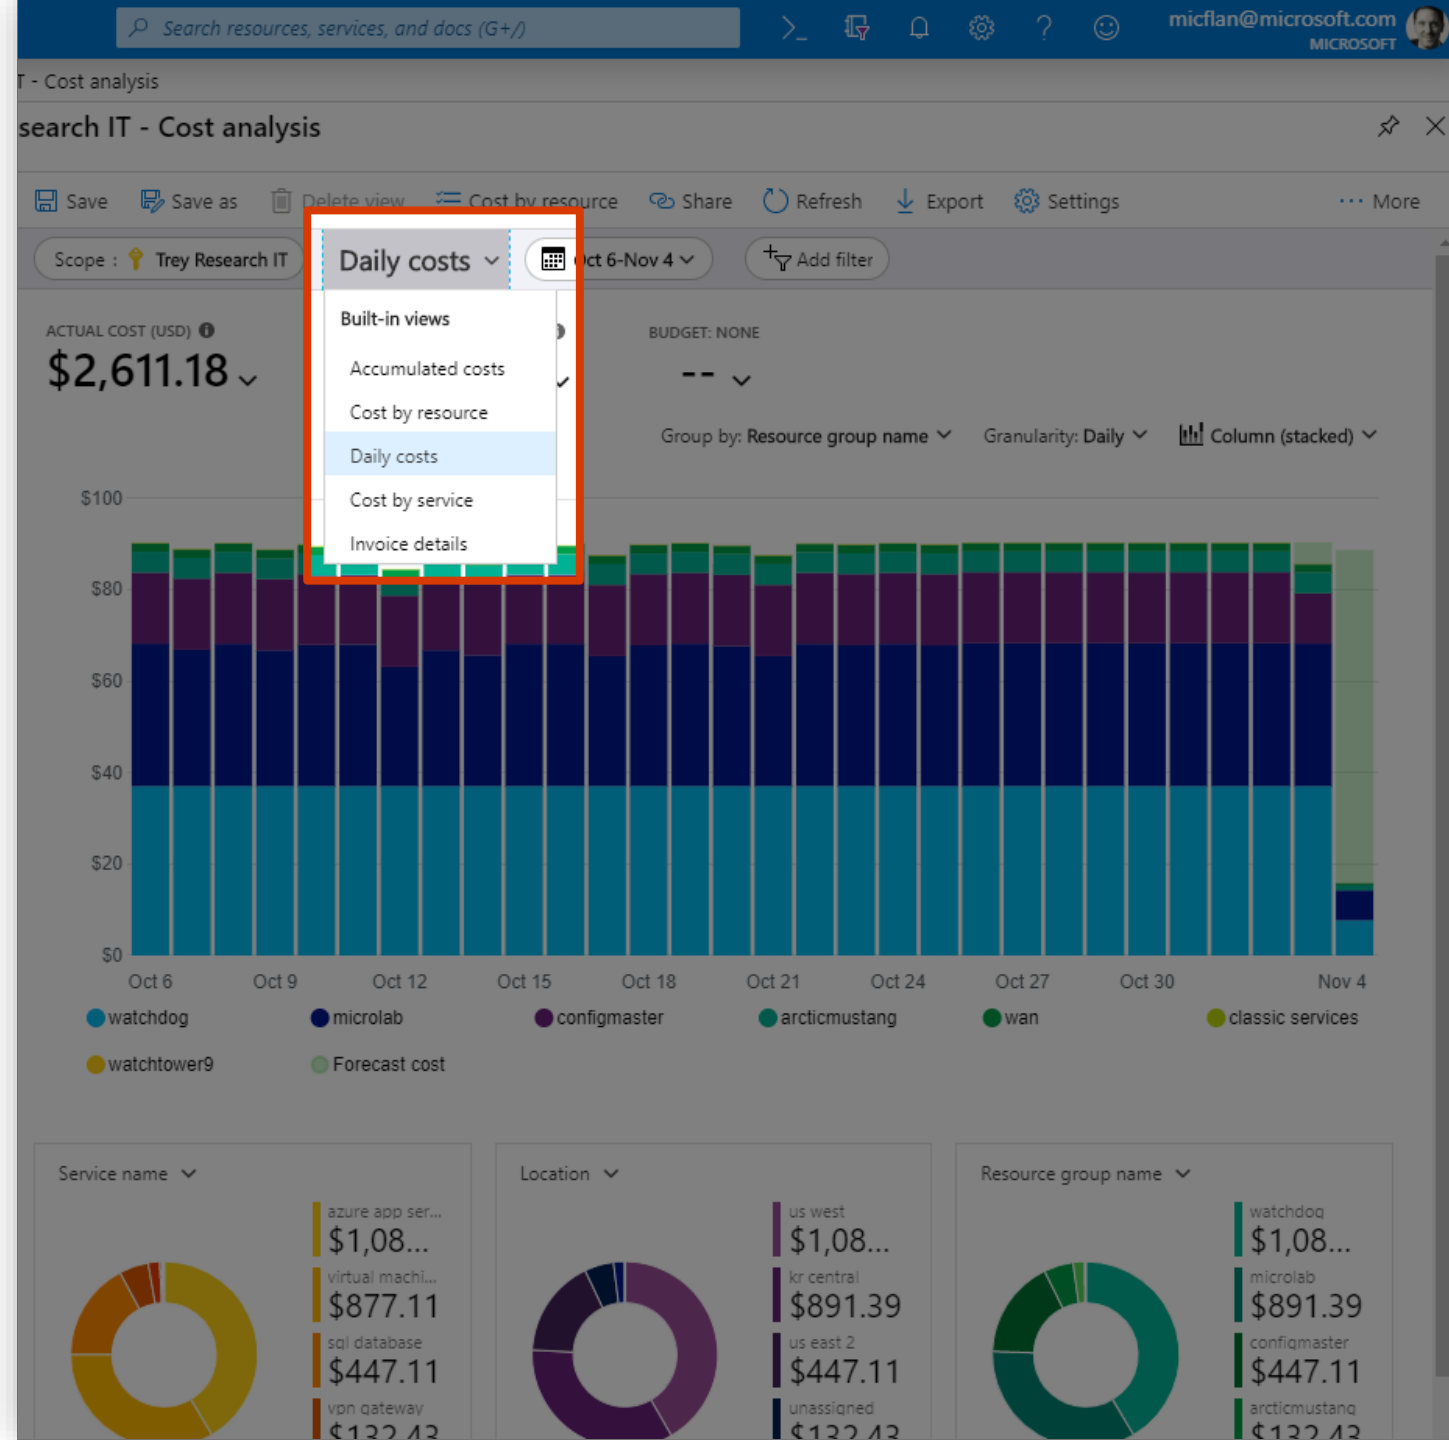 Search resources, services, and docs (G+/)
micflan@microsoft.com
MICROSOFT
T - Cost analysis
search IT - Cost analysis
Save
Save as
Delete view
Cost by resource
Share
Refresh
Export
Settings
··· More
Scope : Trey Research IT
Daily costs
Oct 6-Nov 4
Add filter
Built-in views
Accumulated costs
Cost by resource
Daily costs
Cost by service
Invoice details
ACTUAL COST (USD)
$2,611.18
BUDGET: NONE
--
Group by: Resource group name
Granularity: Daily
Column (stacked)
$100
$80
$60
$40
$20
$0
Oct 6
Oct 9
Oct 12
Oct 15
Oct 18
Oct 21
Oct 24
Oct 27
Oct 30
Nov 4
watchdog
microlab
configmaster
arcticmustang
wan
classic services
watchtower9
Forecast cost
Service name
azure app ser...
$1,08...
virtual machi...
$877.11
sql database
$447.11
vpn gateway
$132.43
Location
us west
$1,08...
kr central
$891.39
us east 2
$447.11
unassigned
$132.43
Resource group name
watchdog
$1,08...
microlab
$891.39
configmaster
$447.11
arcticmustang
$132.43